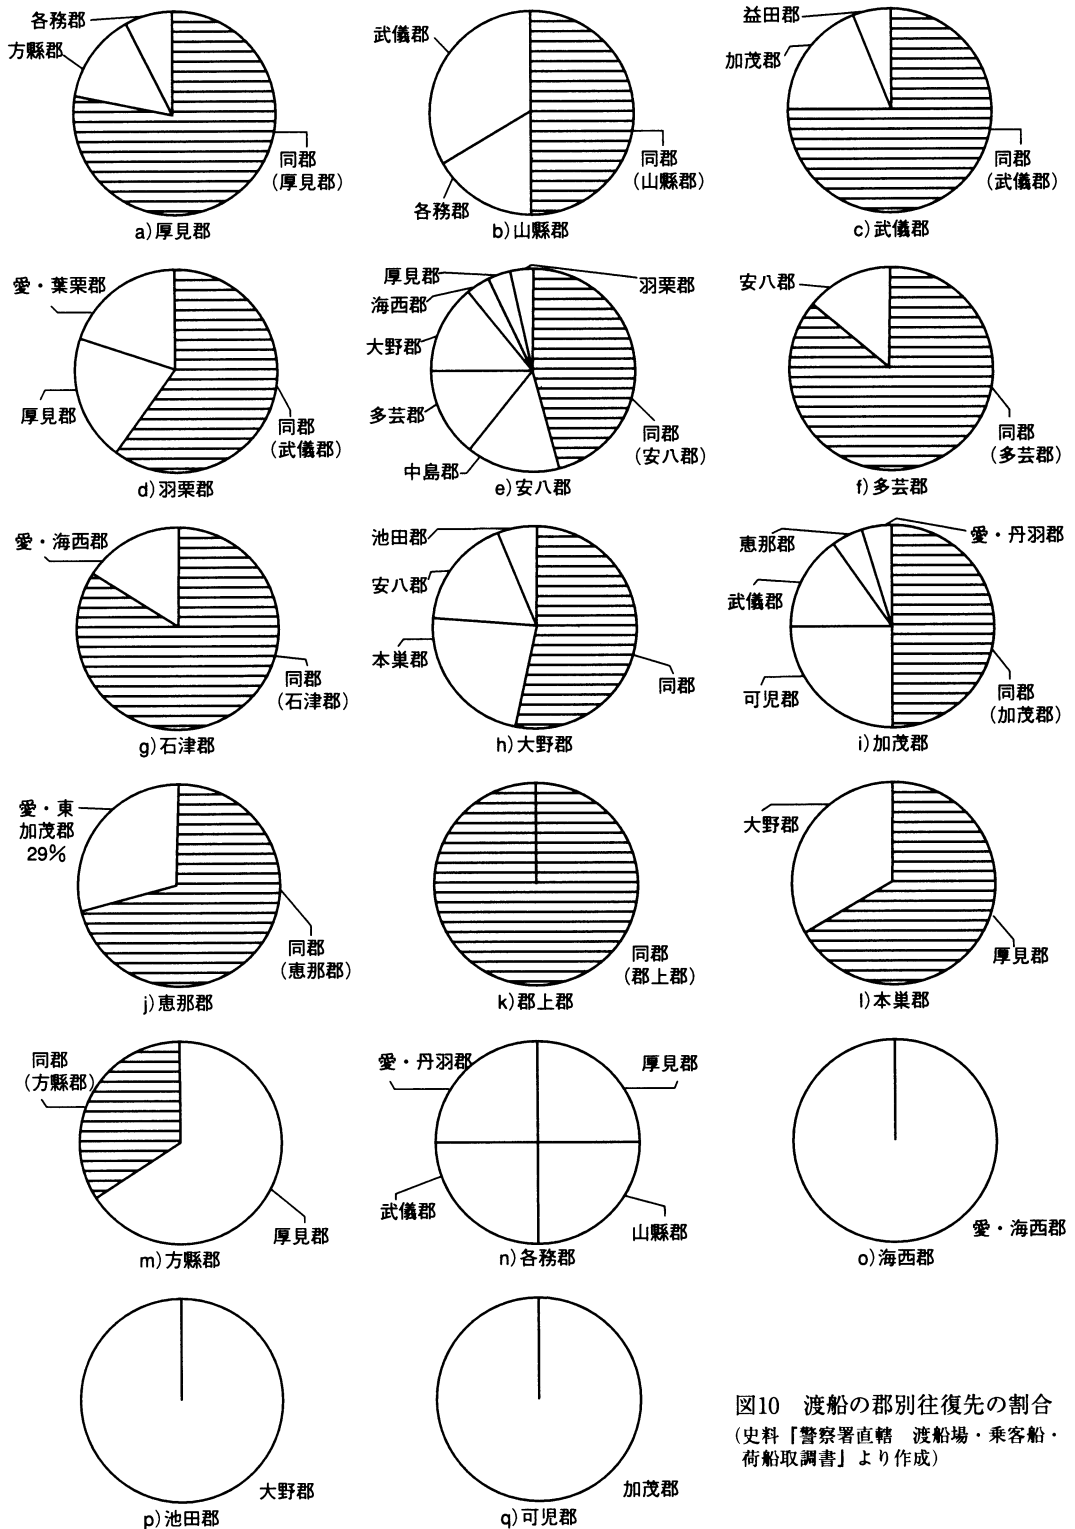 各務郡
方縣郡
同郡
(厚見郡)
a)厚見郡
武儀郡
各務郡
同郡
(山縣郡)
b)山縣郡
益田郡
加茂郡
同郡
(武儀郡)
c)武儀郡
愛・葉栗郡
厚見郡
同郡
(武儀郡)
d)羽栗郡
厚見郡
羽栗郡
海西郡
大野郡
多芸郡
中島郡
同郡
(安八郡)
e)安八郡
安八郡
同郡
(多芸郡)
f)多芸郡
愛・海西郡
同郡
(石津郡)
g)石津郡
池田郡
安八郡
本巣郡
同郡
h)大野郡
恵那郡
愛・丹羽郡
武儀郡
可児郡
同郡
(加茂郡)
i)加茂郡
愛・東
加茂郡
29%
同郡
(恵那郡)
j)恵那郡
同郡
(郡上郡)
k)郡上郡
大野郡
厚見郡
l)本巣郡
同郡
(方縣郡)
厚見郡
m)方縣郡
愛・丹羽郡
厚見郡
武儀郡
山縣郡
n)各務郡
愛・海西郡
o)海西郡
大野郡
p)池田郡
加茂郡
q)可児郡
図10 渡船の郡別往復先の割合
(史料『警察署直轄 渡船場・乗客船・
荷船取調書』より作成)